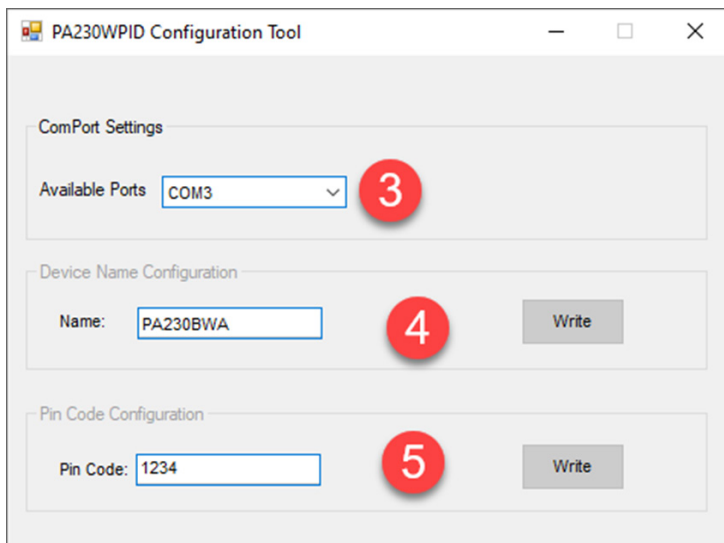 PA230WPID Configuration Tool
ComPort Settings
Available Ports COM3
3
Device Name Configuration
Name: PA230BWA
4
Write
Pin Code Configuration
Pin Code: 1234
5
Write